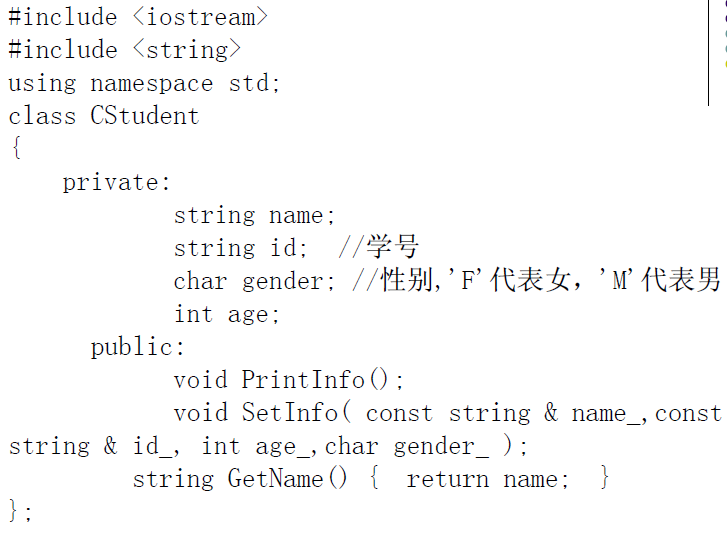 #include <iostream>
#include <string>
using namespace std;
class CStudent
{
private:
string name;
string id; //学号
char gender; //性别,'F'代表女，'M'代表男
int age;
public:
void PrintInfo();
void SetInfo( const string & name_,const
string & id_, int age_,char gender_ );
string GetName() { return name; }
};